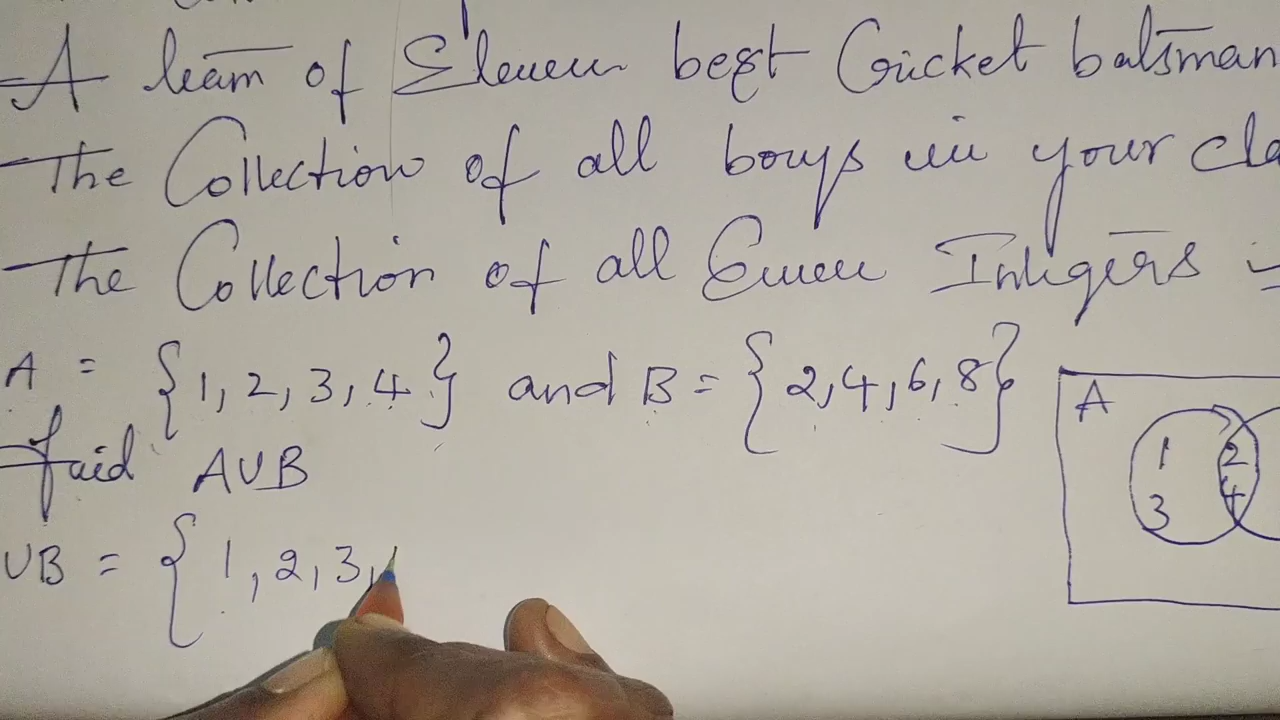 A team of Eleven best Cricket batsman
The Collection of all boys in your cla
The Collection of all Even Integers
A = {1, 2, 3, 4} and B = {2, 4, 6, 8}
find A∪B
∪B = { 1, 2, 3,
A
1 2
3 4